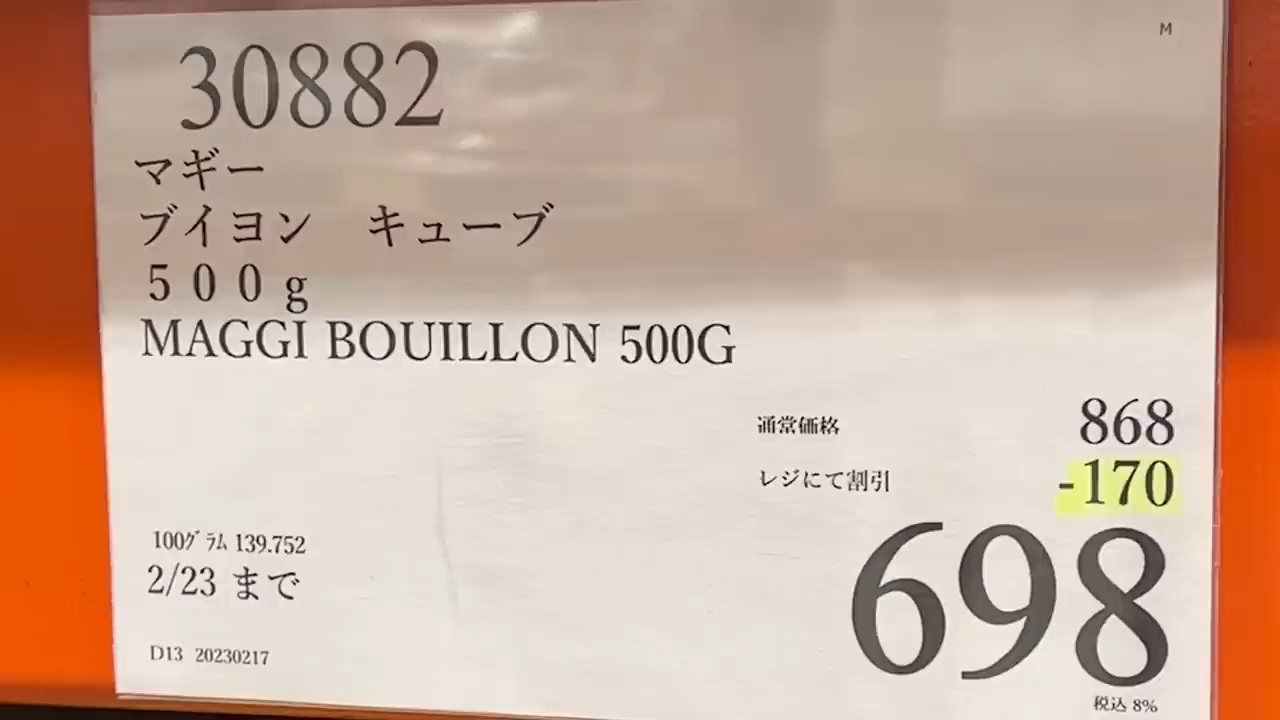 M
30882
マギー
ブイヨン　キューブ
５００ｇ
MAGGI BOUILLON 500G
通常価格 868
レジにて割引 -170
698
100ｸﾞﾗﾑ 139.752
2/23 まで
D13 20230217
税込 8%